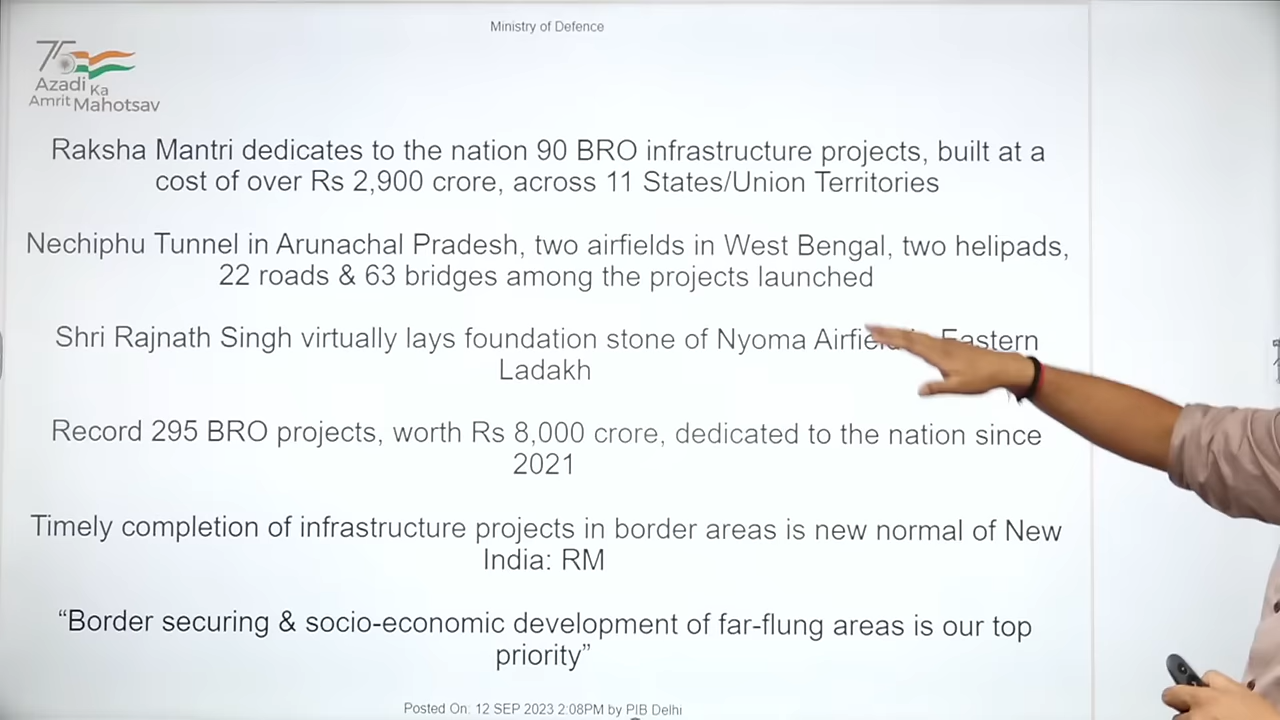 Ministry of Defence
75
Azadi Ka
Amrit Mahotsav
Raksha Mantri dedicates to the nation 90 BRO infrastructure projects, built at a
cost of over Rs 2,900 crore, across 11 States/Union Territories
Nechiphu Tunnel in Arunachal Pradesh, two airfields in West Bengal, two helipads,
22 roads & 63 bridges among the projects launched
Shri Rajnath Singh virtually lays foundation stone of Nyoma Eastern
Ladakh
Record 295 BRO projects, worth Rs 8,000 crore, dedicated to the nation since
2021
Timely completion of infrastructure projects in border areas is new normal of New
India: RM
“Border securing & socio-economic development of far-flung areas is our top
priority”
Posted On: 12 SEP 2023 2:08PM by PIB Delhi